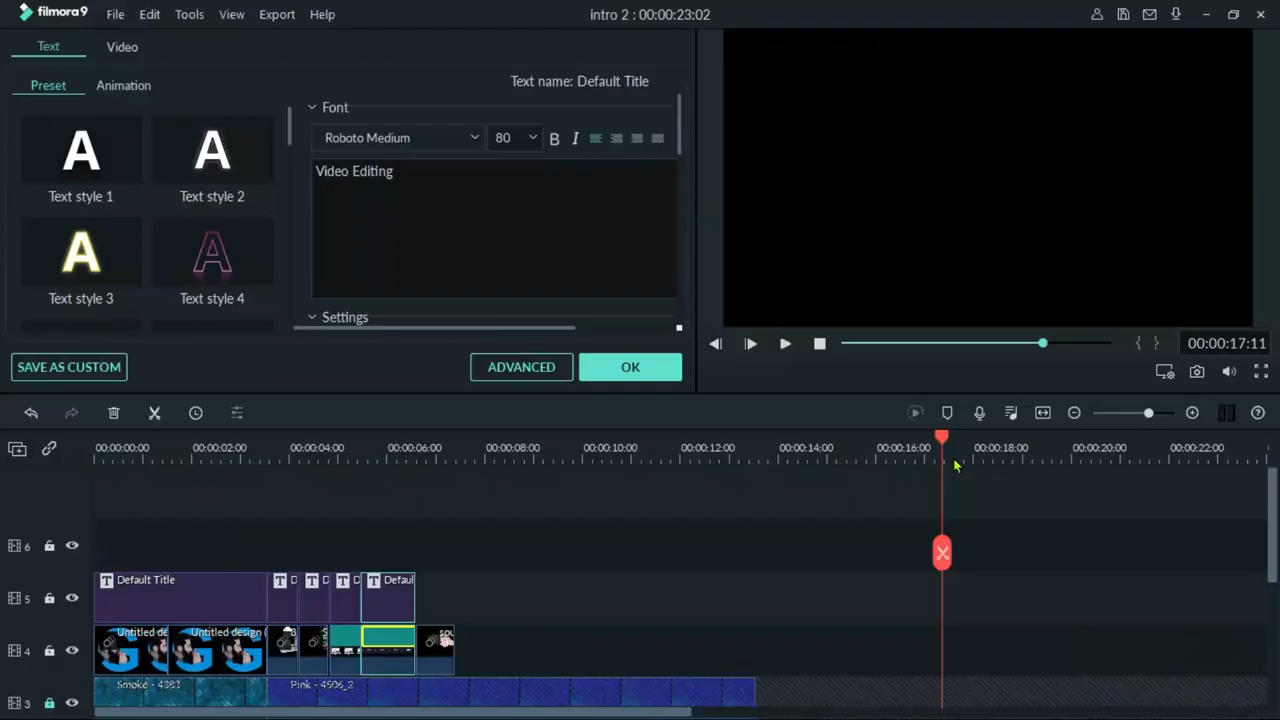 filmora9 File Edit Tools View Export Help intro 2 : 00:00:23:02
Text Video
Preset Animation Text name: Default Title
Font
Roboto Medium 80 B I
Video Editing
A A
Text style 1 Text style 2
A A
Text style 3 Text style 4
Settings
00:00:17:11
SAVE AS CUSTOM ADVANCED OK
00:00:00:00 00:00:02:00 00:00:04:00 00:00:06:00 00:00:08:00 00:00:10:00 00:00:12:00 00:00:14:00 00:00:16:00 00:00:18:00 00:00:20:00 00:00:22:00
6
5 T Default Title T D T D T D T Defaul
4 Untitled de Untitled design ( 8 sou
3 Smoke - 4383 Pink - 4506_2